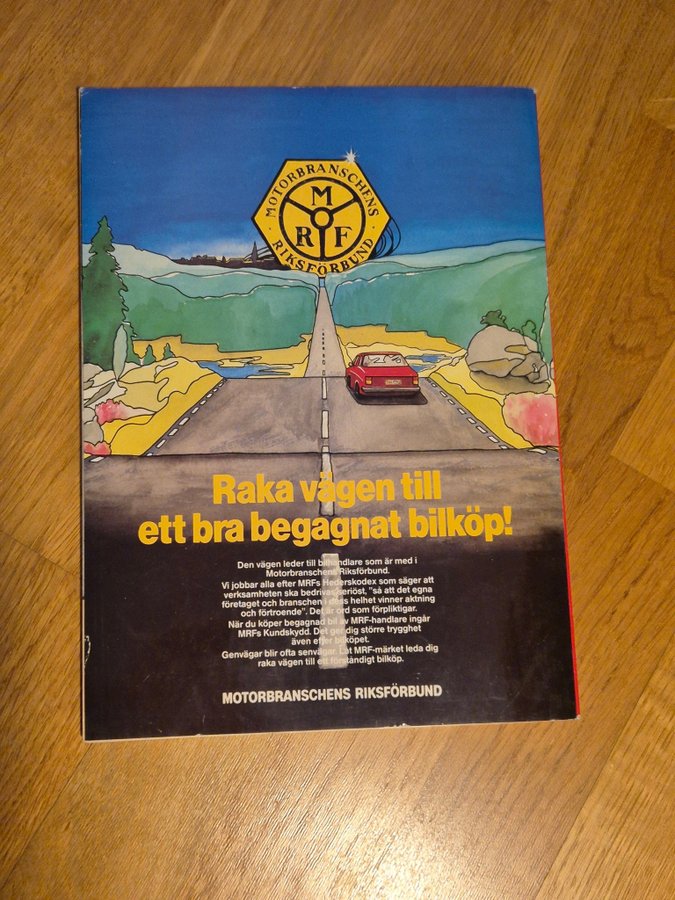 MOTORBRANSCHENS
M
R F
RIKSFÖRBUND
Raka vägen till
ett bra begagnat bilköp!
Den vägen leder till bilhandlare som är med i
Motorbranschens Riksförbund.
Vi jobbar alla efter MRFs Hederskodex som säger att
verksamheten ska bedrivas seriöst, "så att det egna
företaget och branschen i dess helhet vinner aktning
och förtroende". Det är ord som förpliktigar.
När du köper begagnad bil av MRF-handlare ingår
MRFs Kundskydd. Det ger dig större trygghet
även efter bilköpet.
Genvägar blir ofta senvägar. Låt MRF-märket leda dig
raka vägen till ett förståndigt bilköp.
MOTORBRANSCHENS RIKSFÖRBUND